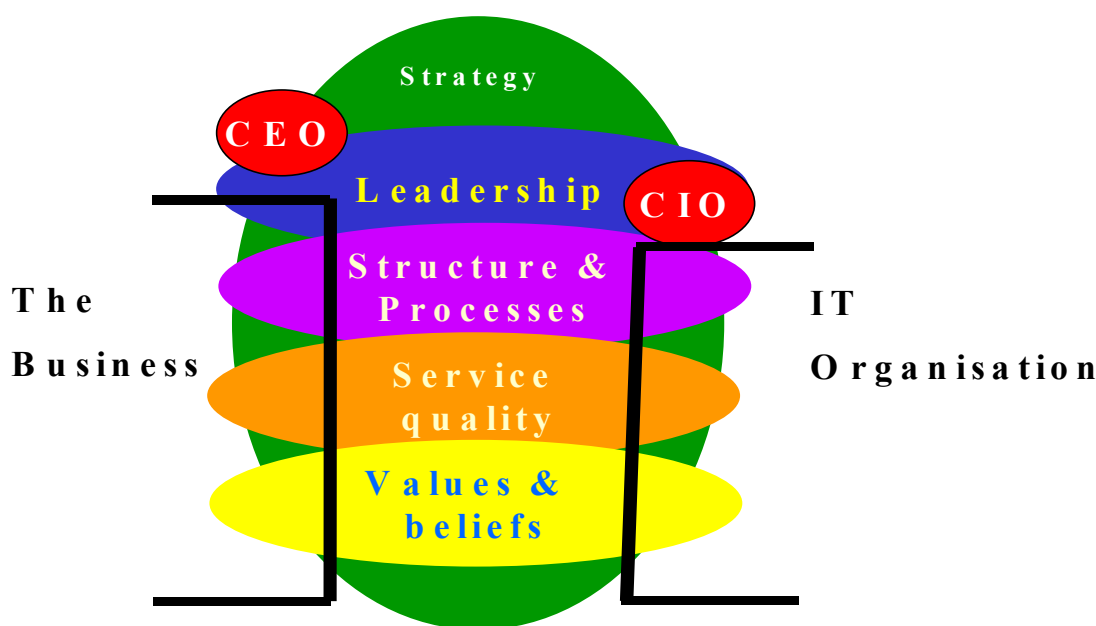 Strategy
CEO
Leadership
CIO
Structure &
Processes
The
Business
IT
Organisation
Service
quality
Values &
beliefs